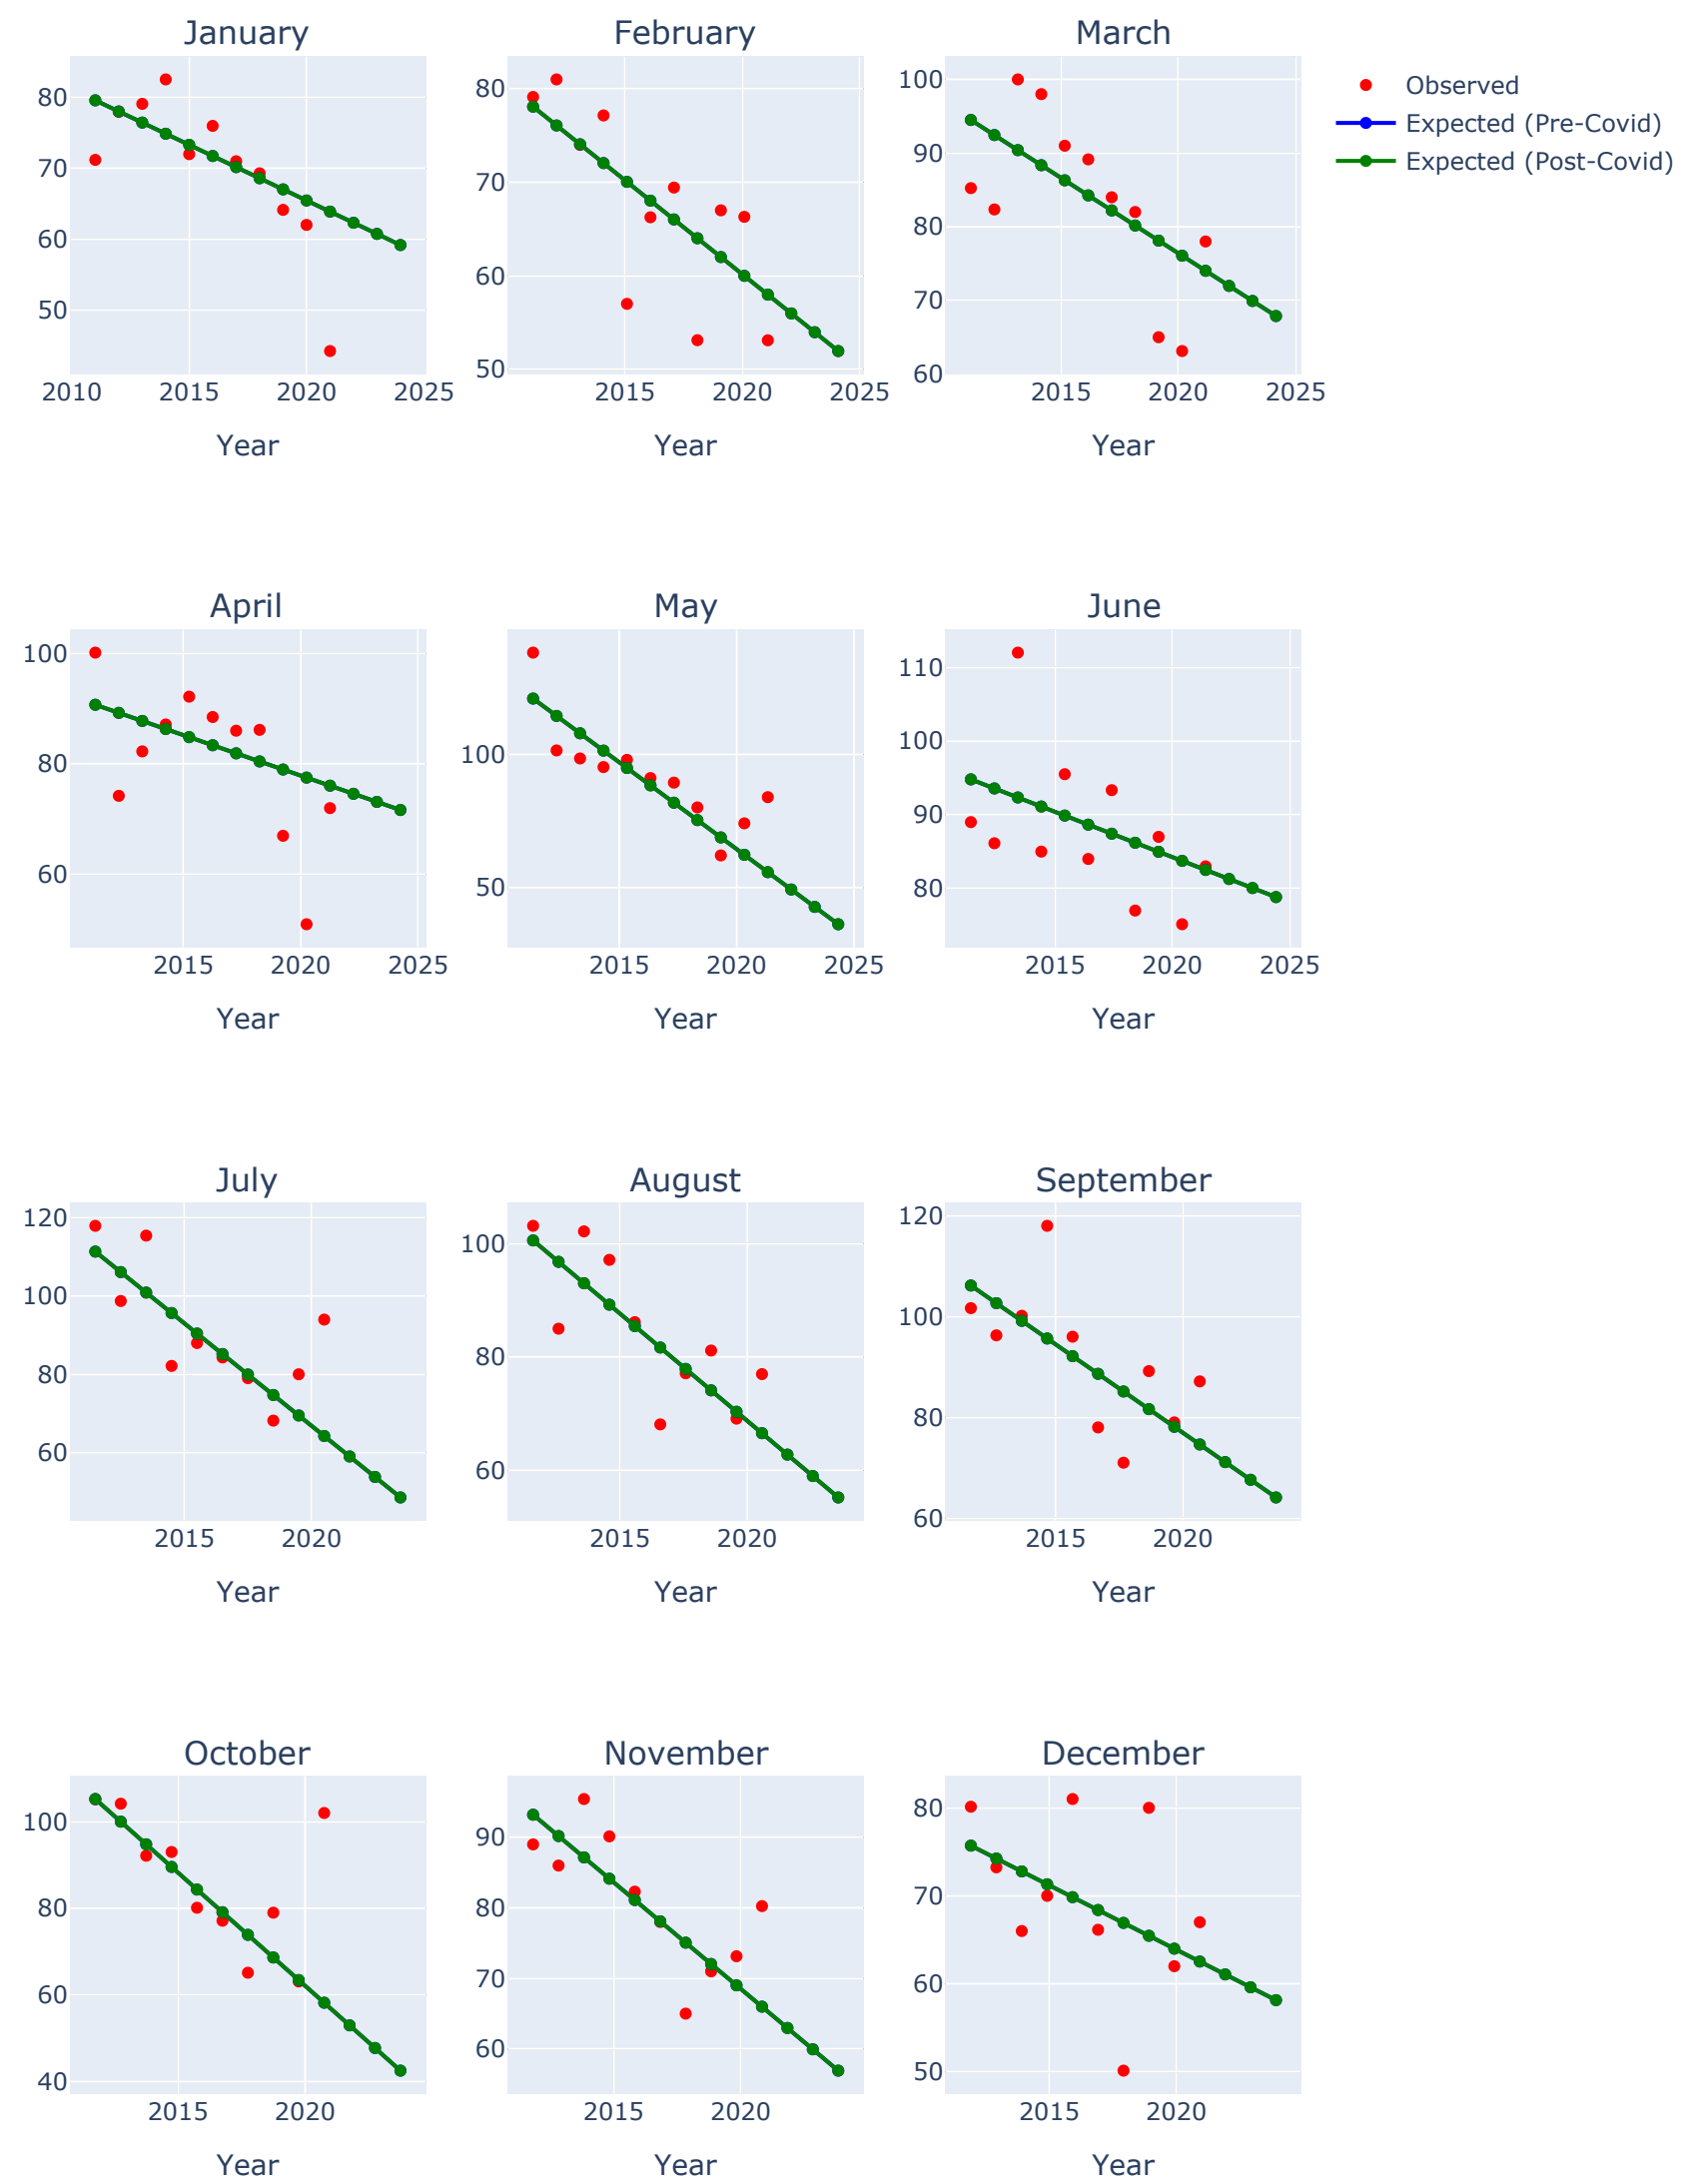 January February March
80
70
60
50
2010 2015 2020 2025
Year
80
70
60
50
2015 2020 2025
Year
100
90
80
70
60
2015 2020 2025
Year
Observed
Expected (Pre-Covid)
Expected (Post-Covid)
April May June
100
80
60
2015 2020 2025
Year
100
50
2015 2020 2025
Year
110
100
90
80
2015 2020 2025
Year
July August September
120
100
80
60
2015 2020
Year
100
80
60
2015 2020
Year
120
100
80
60
2015 2020
Year
October November December
100
80
60
40
2015 2020
Year
90
80
70
60
2015 2020
Year
80
70
60
50
2015 2020
Year